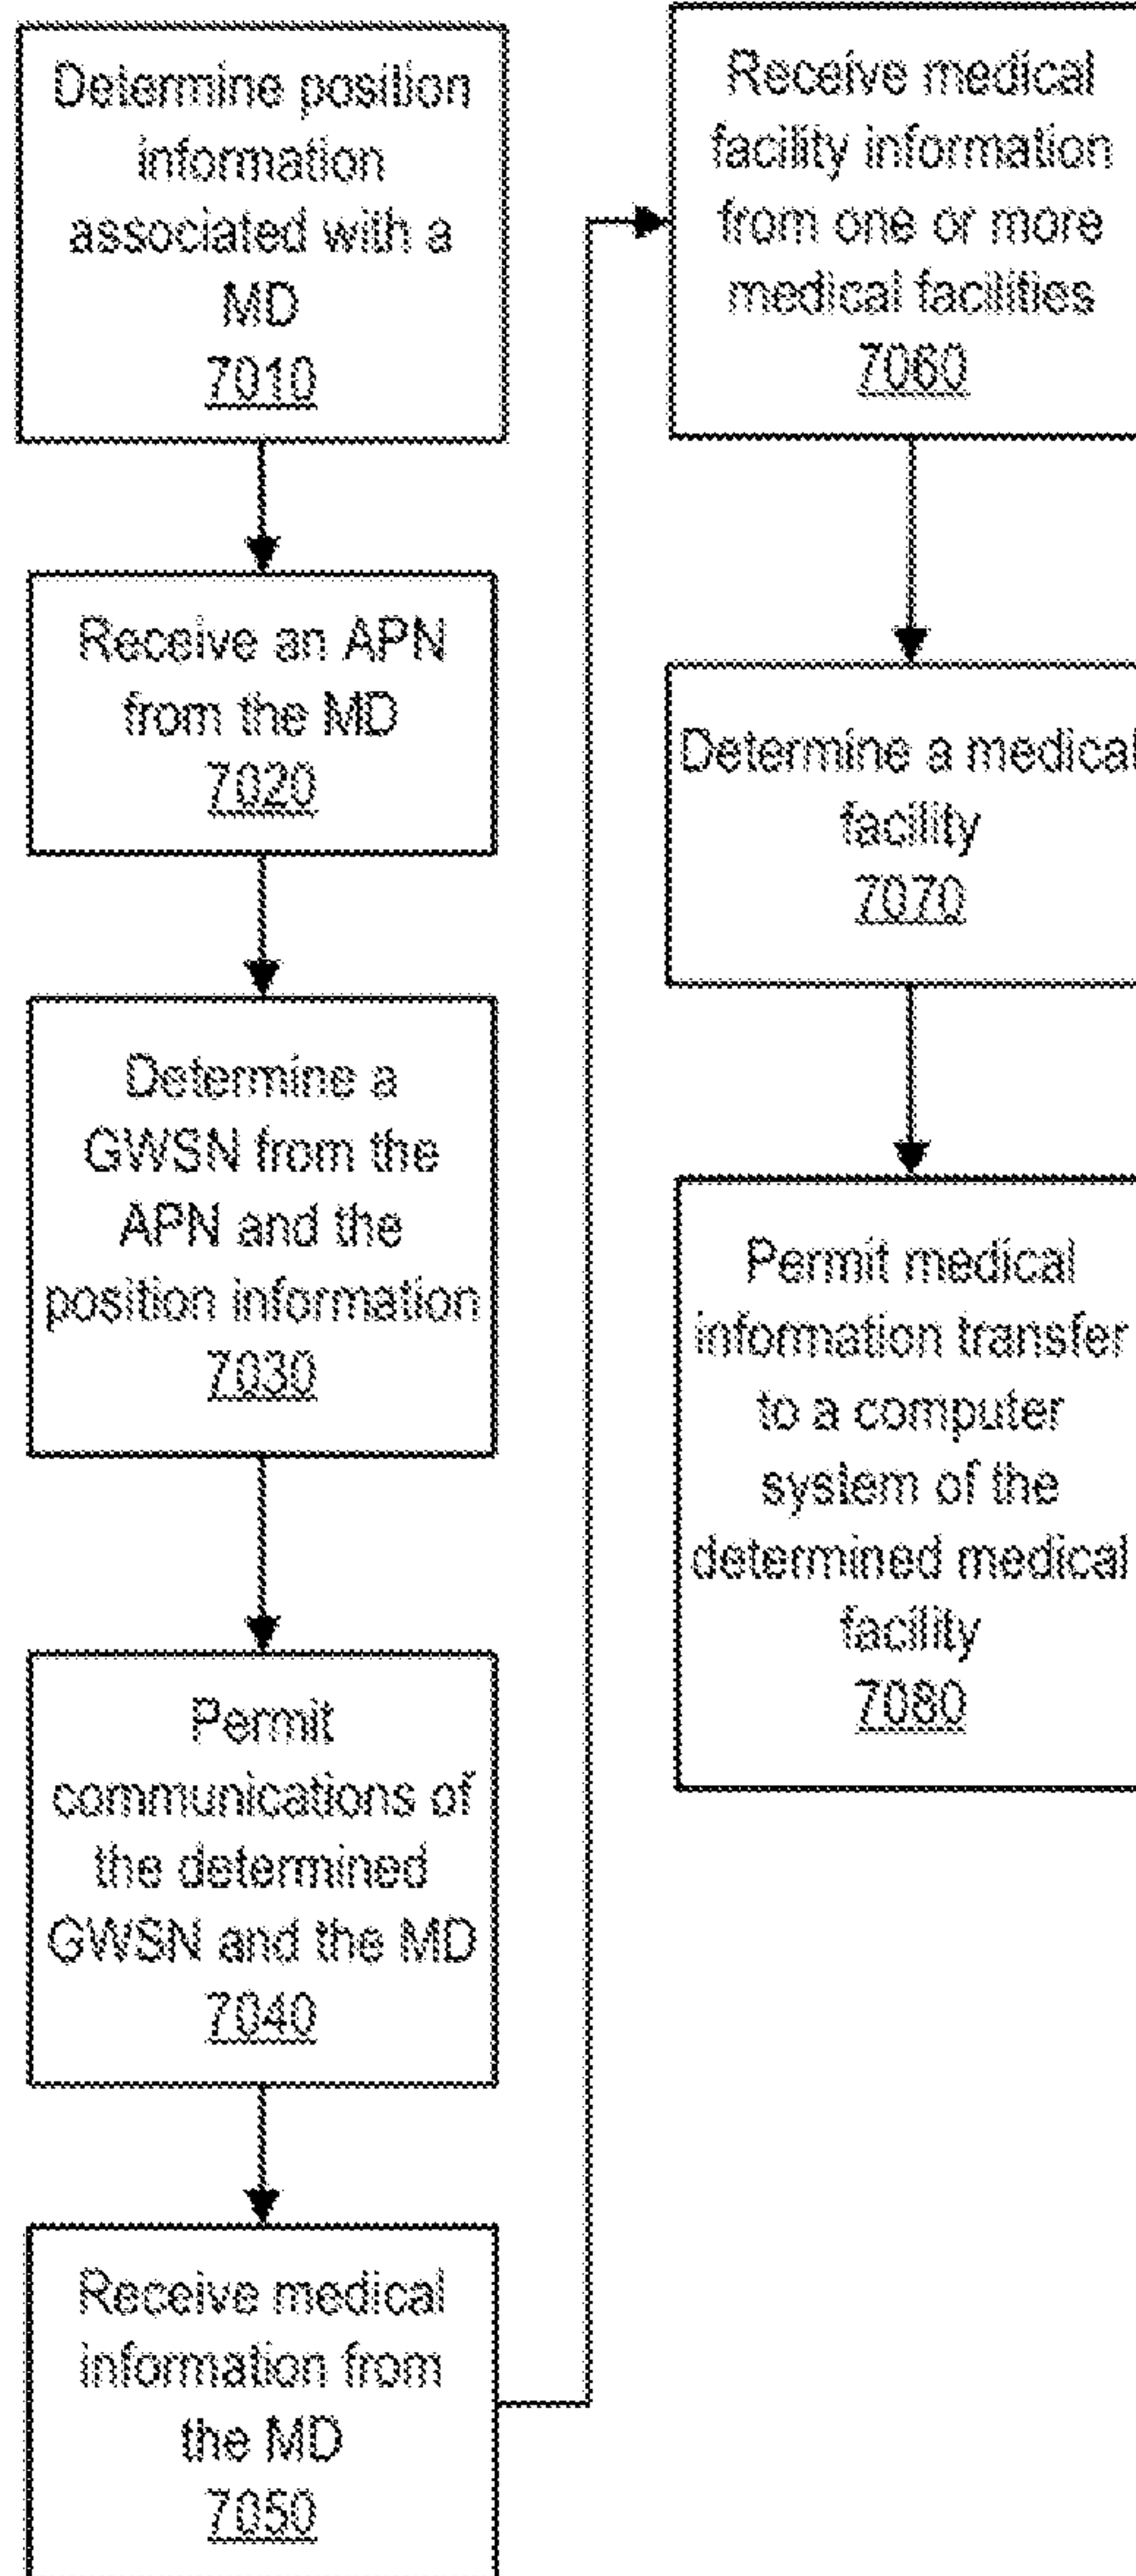 Determine position
information
associated with a
MD
7010
Receive an APN
from the MD
7020
Determine a
GWSN from the
APN and the
position information
7030
Permit
communications of
the determined
GWSN and the MD
7040
Receive medical
information from
the MD
7050
Receive medical
facility information
from one or more
medical facilities
7060
Determine a medical
facility
7070
Permit medical
information transfer
to a computer
system of the
determined medical
facility
7080